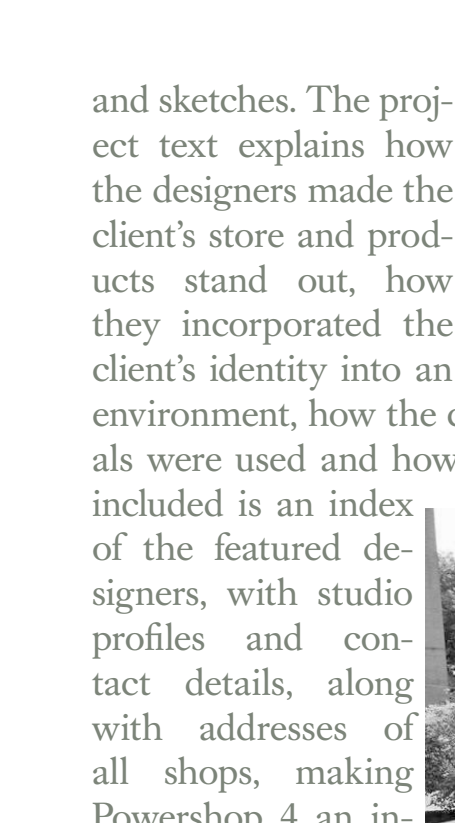 and sketches. The proj-
ect text explains how
the designers made the
client's store and prod-
ucts stand out, how
they incorporated the
client's identity into an
environment, how the
als were used and how
included is an index
of the featured de-
signers, with studio
profiles and con-
tact details, along
with addresses of
all shops, making
Powershop 4 an in-